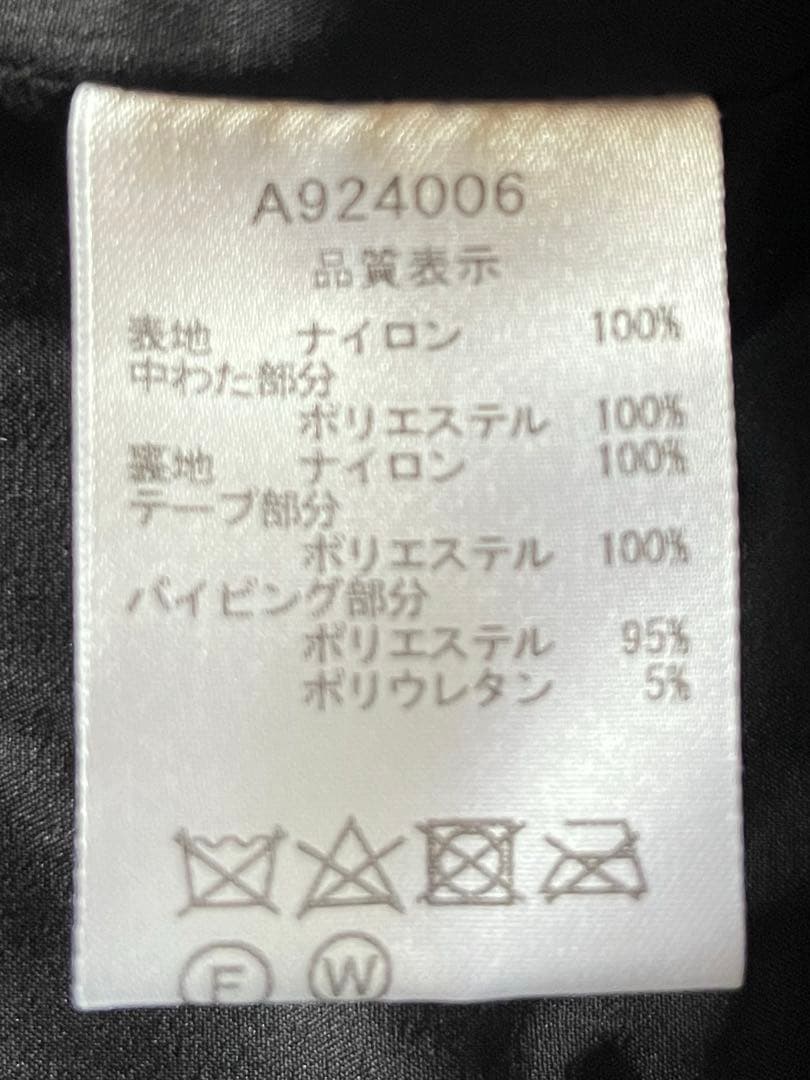 A924006
品質表示
表地 ナイロン 100%
中わた部分
ポリエステル 100%
裏地 ナイロン 100%
テープ部分
ポリエステル 100%
パイピング部分
ポリエステル 95%
ポリウレタン 5%
F W